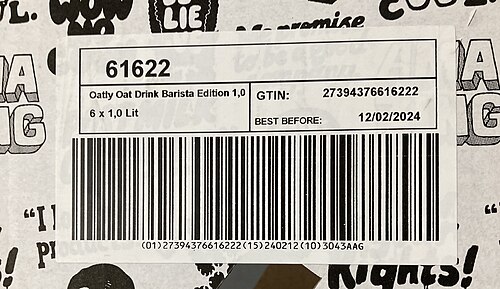 LIE
promise
61622
Oatly Oat Drink Barista Edition 1,0
6 x 1,0 Lit
GTIN: 27394376616222
BEST BEFORE: 12/02/2024
(01)27394376616222(15)240212(10)3043AAG
"I
Rights!